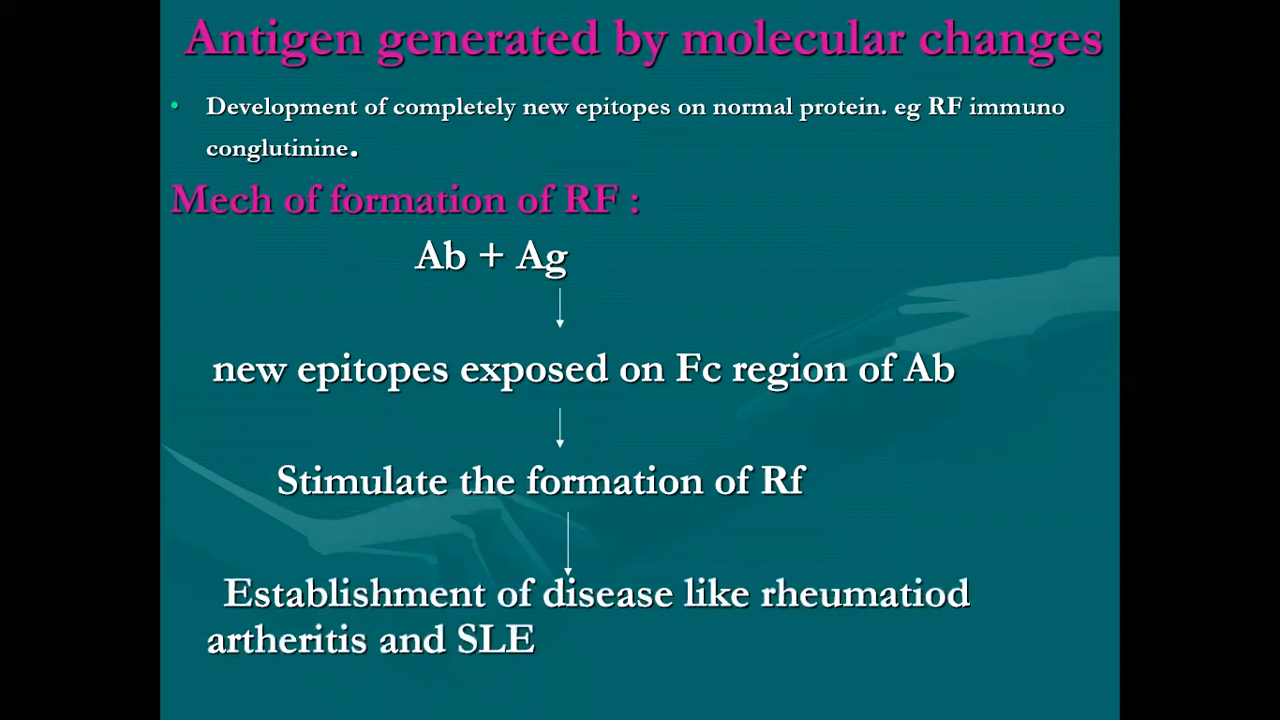 Antigen generated by molecular changes
• Development of completely new epitopes on normal protein. eg RF immuno
conglutinine.
Mech of formation of RF :
Ab + Ag
new epitopes exposed on Fc region of Ab
Stimulate the formation of Rf
Establishment of disease like rheumatiod
artheritis and SLE